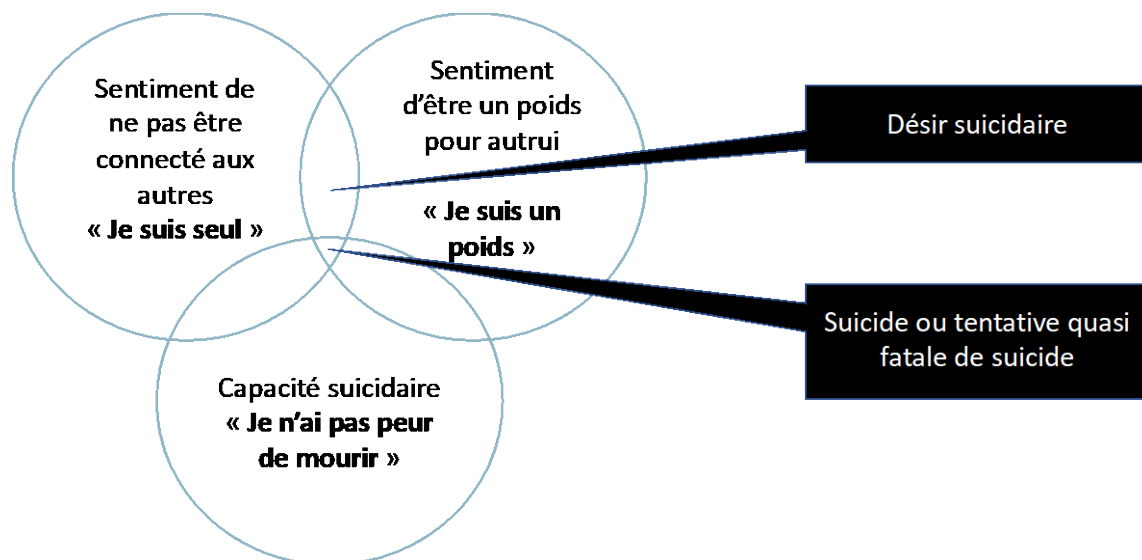 Sentiment de
ne pas être
connecté aux
autres
« Je suis seul »
Sentiment
d'être un poids
pour autrui
« Je suis un
poids »
Désir suicidaire
Suicide ou tentative quasi
fatale de suicide
Capacité suicidaire
« Je n'ai pas peur
de mourir »